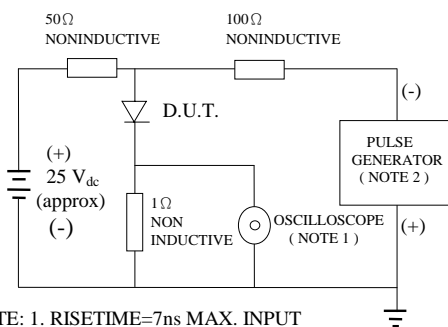 50Ω
NONINDUCTIVE
100Ω
NONINDUCTIVE
D.U.T.
(-)
(+)
25 Vdc
(approx)
(-)
PULSE
GENERATOR
( NOTE 2 )
1Ω
NON
INDUCTIVE
OSCILLOSCOPE
( NOTE 1 )
(+)
TE: 1. RISETIME=7ns MAX. INPUT